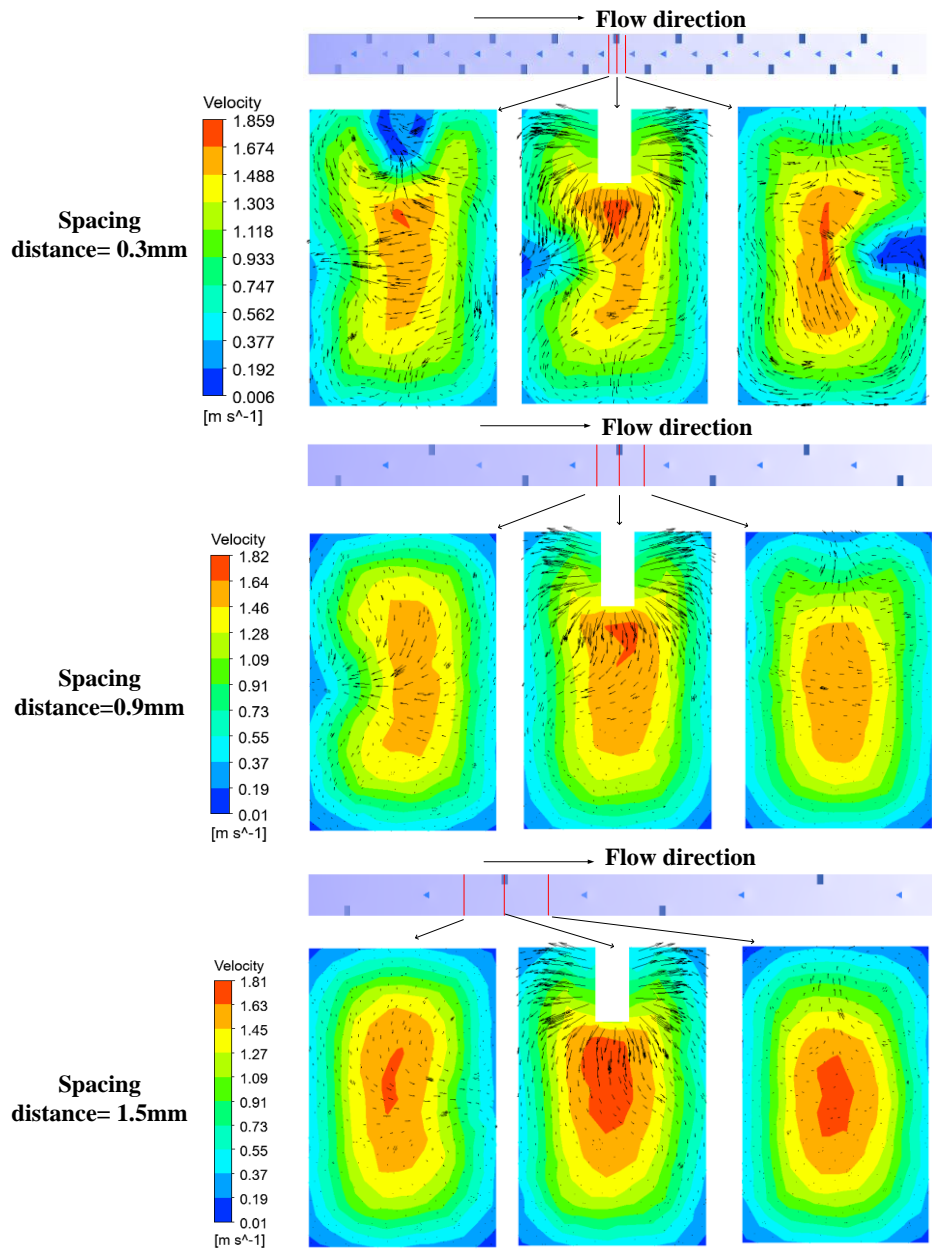 Flow direction
Velocity
1.859
1.674
1.488
1.303
1.118
0.933
0.747
0.562
0.377
0.192
0.006
[m s^-1]
Spacing
distance= 0.3mm
Flow direction
Velocity
1.82
1.64
1.46
1.28
1.09
0.91
0.73
0.55
0.37
0.19
0.01
[m s^-1]
Spacing
distance=0.9mm
Flow direction
Velocity
1.81
1.63
1.45
1.27
1.09
0.91
0.73
0.55
0.37
0.19
0.01
[m s^-1]
Spacing
distance= 1.5mm